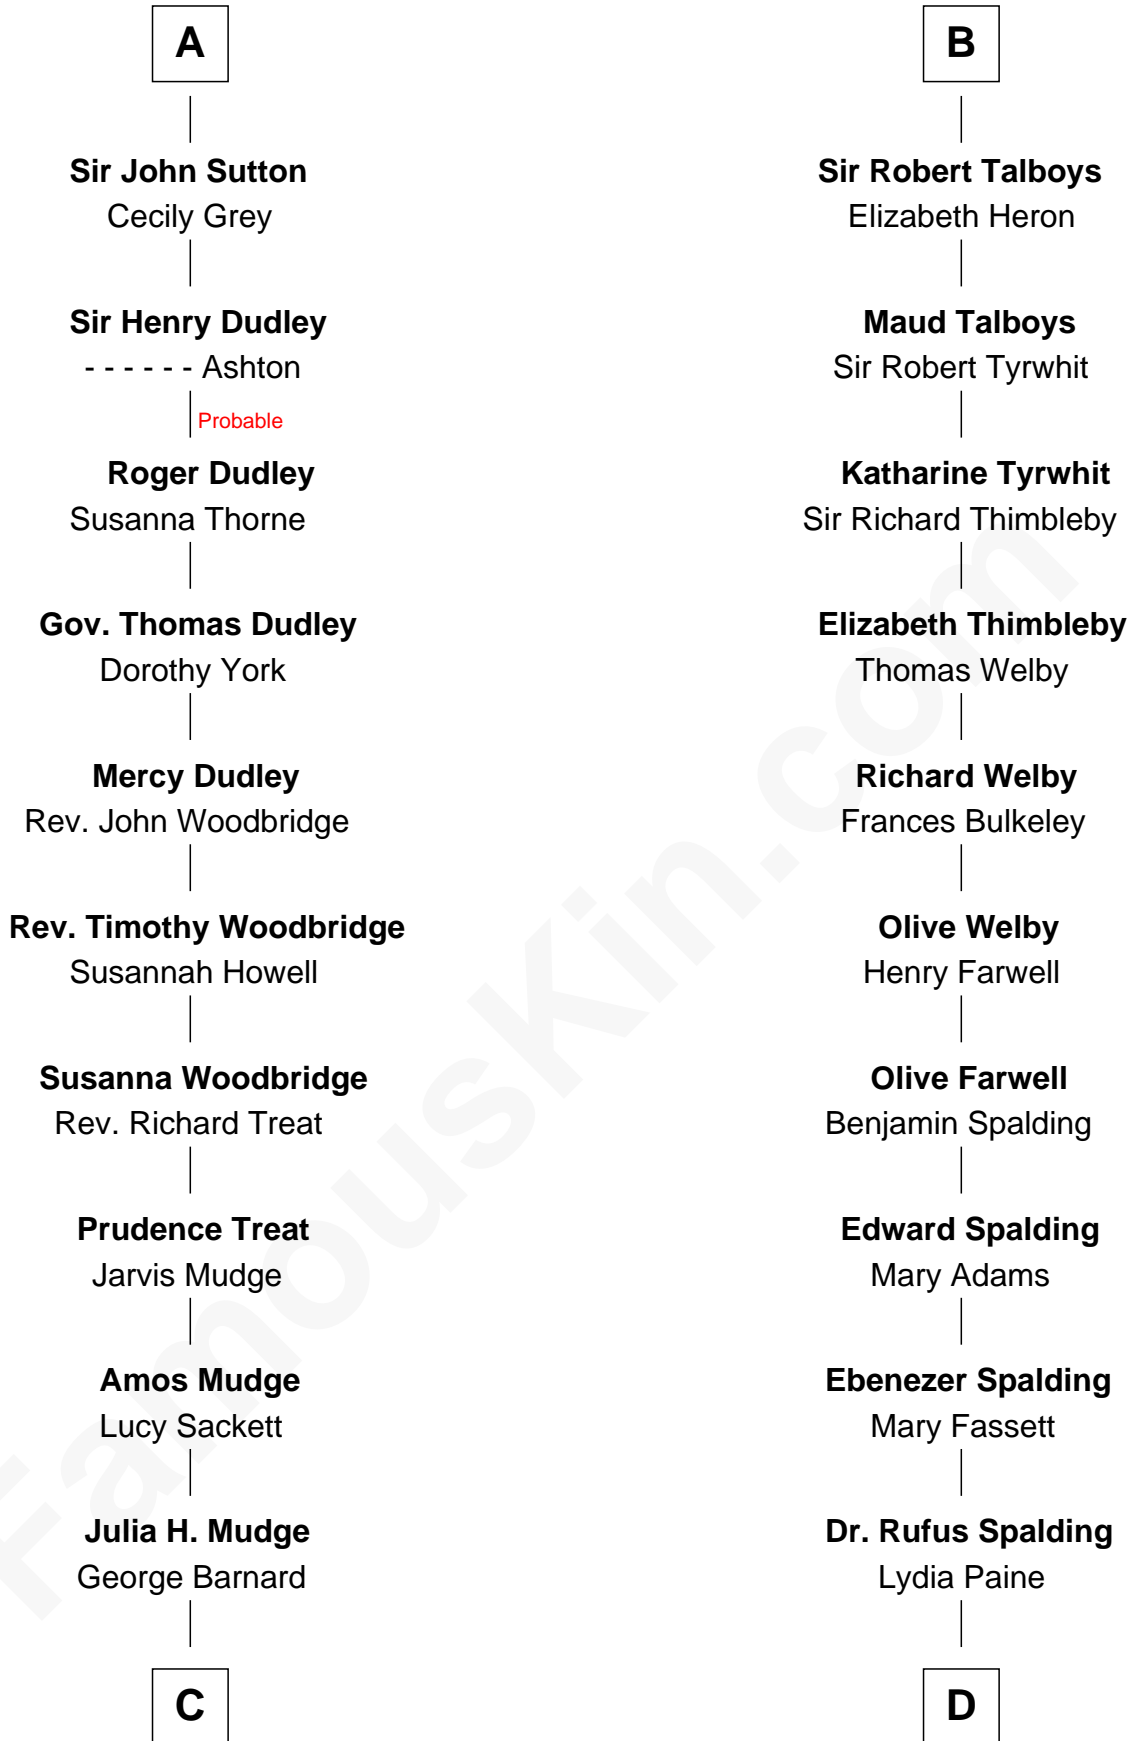 A
Sir John Sutton
Cecily Grey
Sir Henry Dudley
- - - - - - Ashton
Probable
Roger Dudley
Susanna Thorne
Gov. Thomas Dudley
Dorothy York
Mercy Dudley
Rev. John Woodbridge
Rev. Timothy Woodbridge
Susannah Howell
Susanna Woodbridge
Rev. Richard Treat
Prudence Treat
Jarvis Mudge
Amos Mudge
Lucy Sackett
Julia H. Mudge
George Barnard
C
B
Sir Robert Talboys
Elizabeth Heron
Maud Talboys
Sir Robert Tyrwhit
Katharine Tyrwhit
Sir Richard Thimbleby
Elizabeth Thimbleby
Thomas Welby
Richard Welby
Frances Bulkeley
Olive Welby
Henry Farwell
Olive Farwell
Benjamin Spalding
Edward Spalding
Mary Adams
Ebenezer Spalding
Mary Fassett
Dr. Rufus Spalding
Lydia Paine
D
FamousKin.com